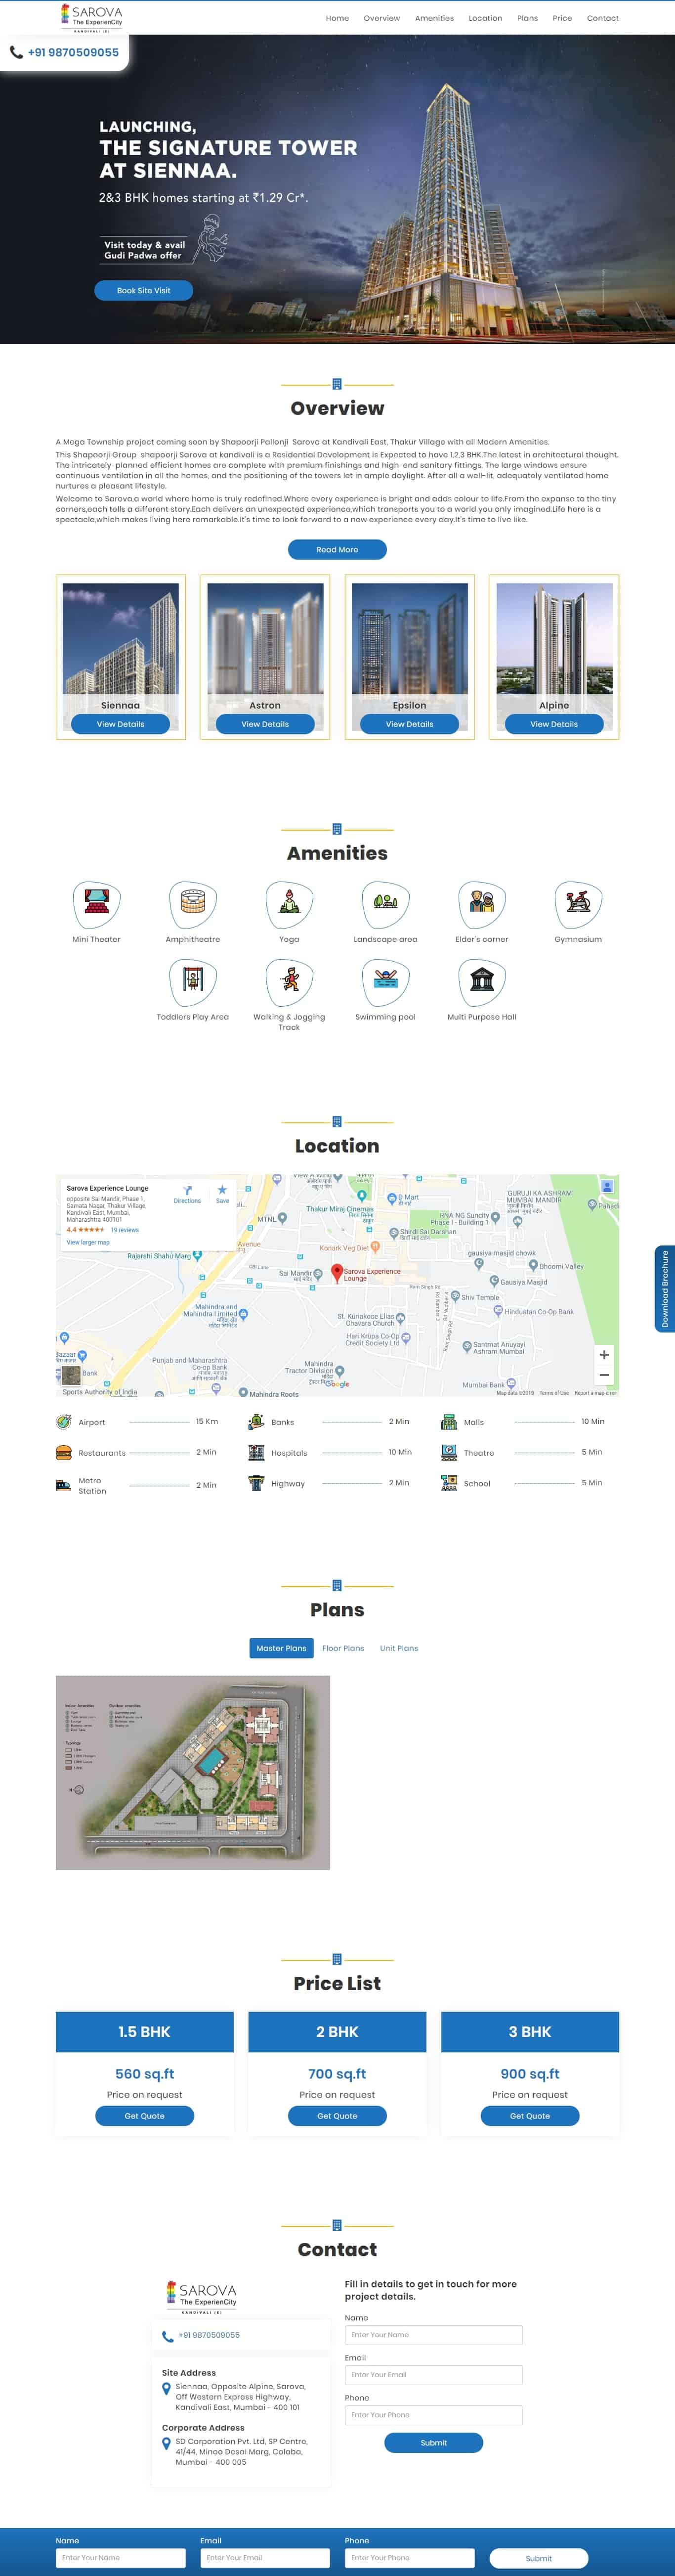 SAROVA
The ExperienCity
KANDIVALI (E)
Home Overview Amenities Location Plans Price Contact
+91 9870509055
LAUNCHING,
THE SIGNATURE TOWER
AT SIENNAA.
2&3 BHK homes starting at ₹1.29 Cr*.
Visit today & avail
Gudi Padwa offer
Book Site Visit
Overview
A Mega Township project coming soon by Shapoorji Pallonji Sarova at Kandivali East, Thakur Village with all Modern Amenities.
This Shapoorji Group shapoorji Sarova at kandivali is a Residential Development is Expected to have 1,2,3 BHK.The latest in architectural thought.
The intricately-planned efficient homes are complete with premium finishings and high-end sanitary fittings. The large windows ensure
continuous ventilation in all the homes, and the positioning of the towers lot in ample daylight. After all a well-lit, adequately ventilated home
nurtures a pleasant lifestyle.
Welcome to Sarova,a world where home is truly redefined.Where every experience is bright and adds colour to life.From the expanse to the tiny
corners,each tells a different story.Each delivers an unexpected experience,which transports you to a world you only imagined.Life here is a
spectacle,which makes living here remarkable.It's time to look forward to a new experience every day.It's time to live like.
Read More
Siennaa
View Details
Astron
View Details
Epsilon
View Details
Alpine
View Details
Amenities
Mini Theater
Amphitheatre
Yoga
Landscape area
Elder's corner
Gymnasium
Toddlers Play Area
Walking & Jogging
Track
Swimming pool
Multi Purpose Hall
Location
Sarova Experience Lounge
opposite Sai Mandir, Phase 1,
Samata Nagar, Thakur Village,
Kandivali East, Mumbai,
Maharashtra 400101
4.4 19 reviews
View larger map
Directions
Save
MTNL
Avenue
Rajarshi Shahu Marg
Thakur Miraj Cinemas
D Mart
Konark Veg Diet
Shirdi Sai Darshan
RNA NG Suncity
Phase I - Building 1
GURUJI KA ASHRAM
MUMBAI MANDIR
Pahadi
Sai Mandir
Sarova Experience
Lounge
gausiya masjid chowk
Bhoomi Valley
Gausiya Masjid
Shiv Temple
Hindustan Co-Op Bank
Mahindra and
Mahindra Limited
St. Kuriakose Elias
Chavara Church
Hari Krupa Co-Op
Credit Society Ltd
Santmat Anuyayi
Ashram Mumbai
Bank
Punjab and Maharashtra
Co-op Bank
Mahindra
Tractor Division
Google
Mumbai Bank
Sports Authority of India
Mahindra Roots
Map data ©2019 Terms of Use Report a map error
Download Brochure
Airport 15 Km
Banks 2 Min
Malls 10 Min
Restaurants 2 Min
Hospitals 10 Min
Theatre 5 Min
Metro
Station 2 Min
Highway 2 Min
School 5 Min
Plans
Master Plans Floor Plans Unit Plans
Price List
1.5 BHK
560 sq.ft
Price on request
Get Quote
2 BHK
700 sq.ft
Price on request
Get Quote
3 BHK
900 sq.ft
Price on request
Get Quote
Contact
SAROVA
The ExperienCity
KANDIVALI (E)
+91 9870509055
Site Address
Siennaa, Opposite Alpine, Sarova,
Off Western Express Highway,
Kandivali East, Mumbai - 400 101
Corporate Address
SD Corporation Pvt. Ltd, SP Centre,
41/44, Minoo Desai Marg, Colaba,
Mumbai - 400 005
Fill in details to get in touch for more
project details.
Name
Enter Your Name
Email
Enter Your Email
Phone
Enter Your Phone
Submit
Name
Enter Your Name
Email
Enter Your Email
Phone
Enter Your Phone
Submit